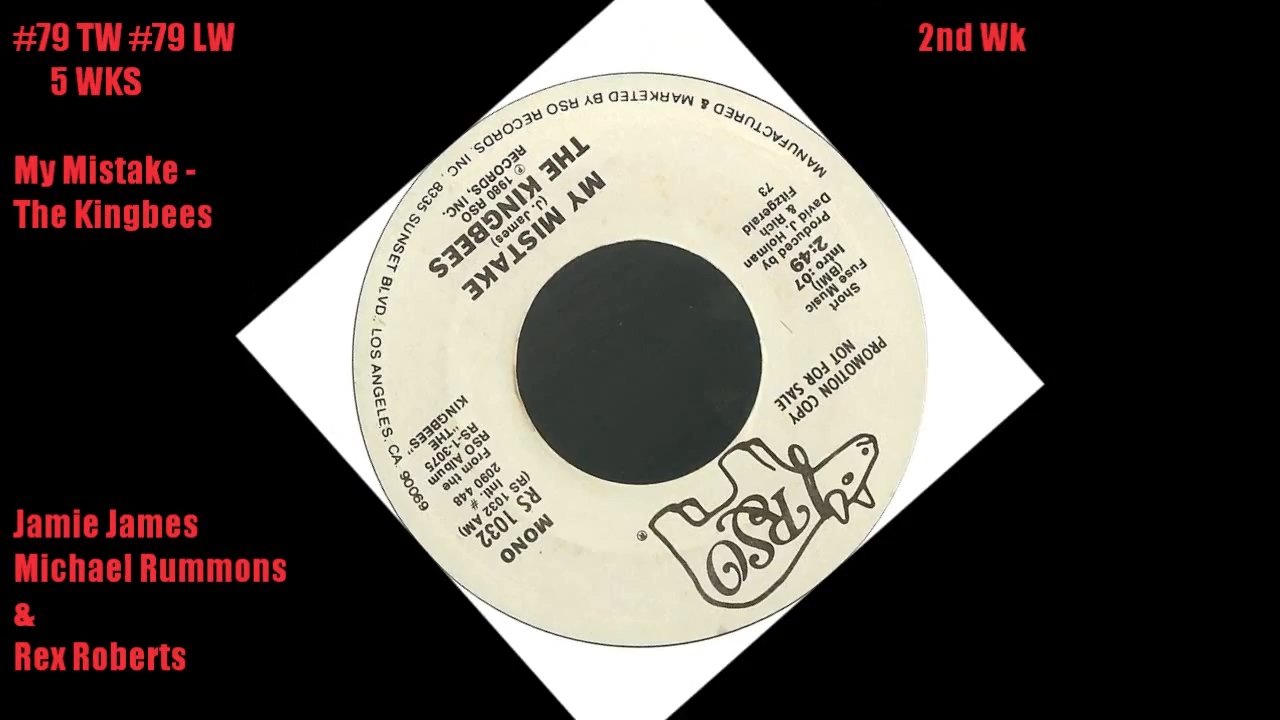 #79 TW #79 LW
5 WKS
2nd Wk
My Mistake -
The Kingbees
Jamie James
Michael Rummons
&
Rex Roberts
MANUFACTURED & MARKETED BY RSO RECORDS, INC. 8335 SUNSET BLVD./ LOS ANGELES, CA. 90069
RSO
®
PROMOTION COPY
NOT FOR SALE
Short
Fuse Music
(BMI)
Intro :07
2:49
Produced by
David J. Holman
& Rich
Fitzgerald
73
MONO
RS 1032
(RS 1032 AM)
Int. #
2090 448
From the
RSO Album
RS-1-3075
"THE
KINGBEES"
MY MISTAKE
(J. James)
THE KINGBEES
℗ 1980 RSO
RECORDS, INC.